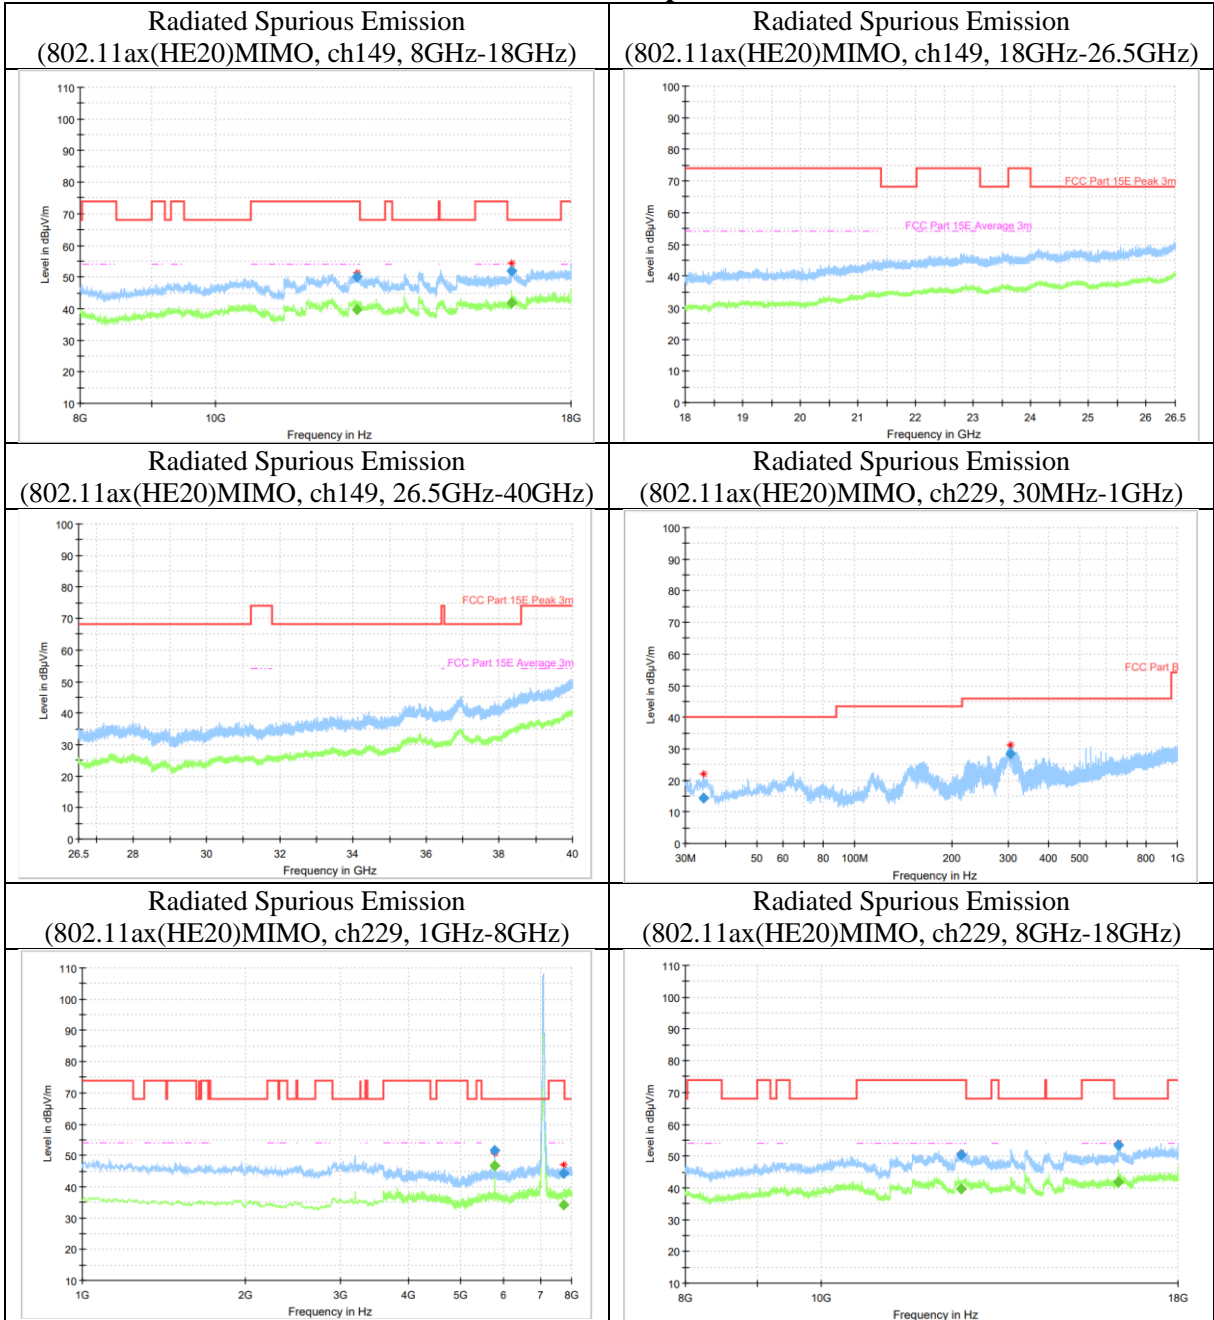 Radiated Spurious Emission
(802.11ax(HE20)MIMO, ch149, 8GHz-18GHz)
110
100
90
80
70
60
50
40
30
20
10
Level in dBµV/m
8G
10G
18G
Frequency in Hz
Radiated Spurious Emission
(802.11ax(HE20)MIMO, ch149, 18GHz-26.5GHz)
100
90
80
70
60
50
40
30
20
10
0
Level in dBµV/m
FCC Part 15E Peak 3m
FCC Part 15E Average 3m
18
19
20
21
22
23
24
25
26
26.5
Frequency in GHz
Radiated Spurious Emission
(802.11ax(HE20)MIMO, ch149, 26.5GHz-40GHz)
100
90
80
70
60
50
40
30
20
10
0
Level in dBµV/m
FCC Part 15E Peak 3m
FCC Part 15E Average 3m
26.5
28
30
32
34
36
38
40
Frequency in GHz
Radiated Spurious Emission
(802.11ax(HE20)MIMO, ch229, 30MHz-1GHz)
100
90
80
70
60
50
40
30
20
10
0
Level in dBµV/m
FCC Part B
30M
50
60
80
100M
200
300
400
500
800
1G
Frequency in Hz
Radiated Spurious Emission
(802.11ax(HE20)MIMO, ch229, 1GHz-8GHz)
110
100
90
80
70
60
50
40
30
20
10
Level in dBµV/m
1G
2G
3G
4G
5G
6
7
8G
Frequency in Hz
Radiated Spurious Emission
(802.11ax(HE20)MIMO, ch229, 8GHz-18GHz)
110
100
90
80
70
60
50
40
30
20
10
Level in dBµV/m
8G
10G
18G
Frequency in Hz